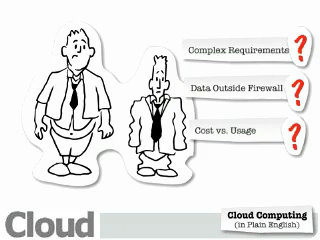 Complex Requirements ?
Data Outside Firewall ?
Cost vs. Usage ?
Cloud
Cloud Computing
(in Plain English)